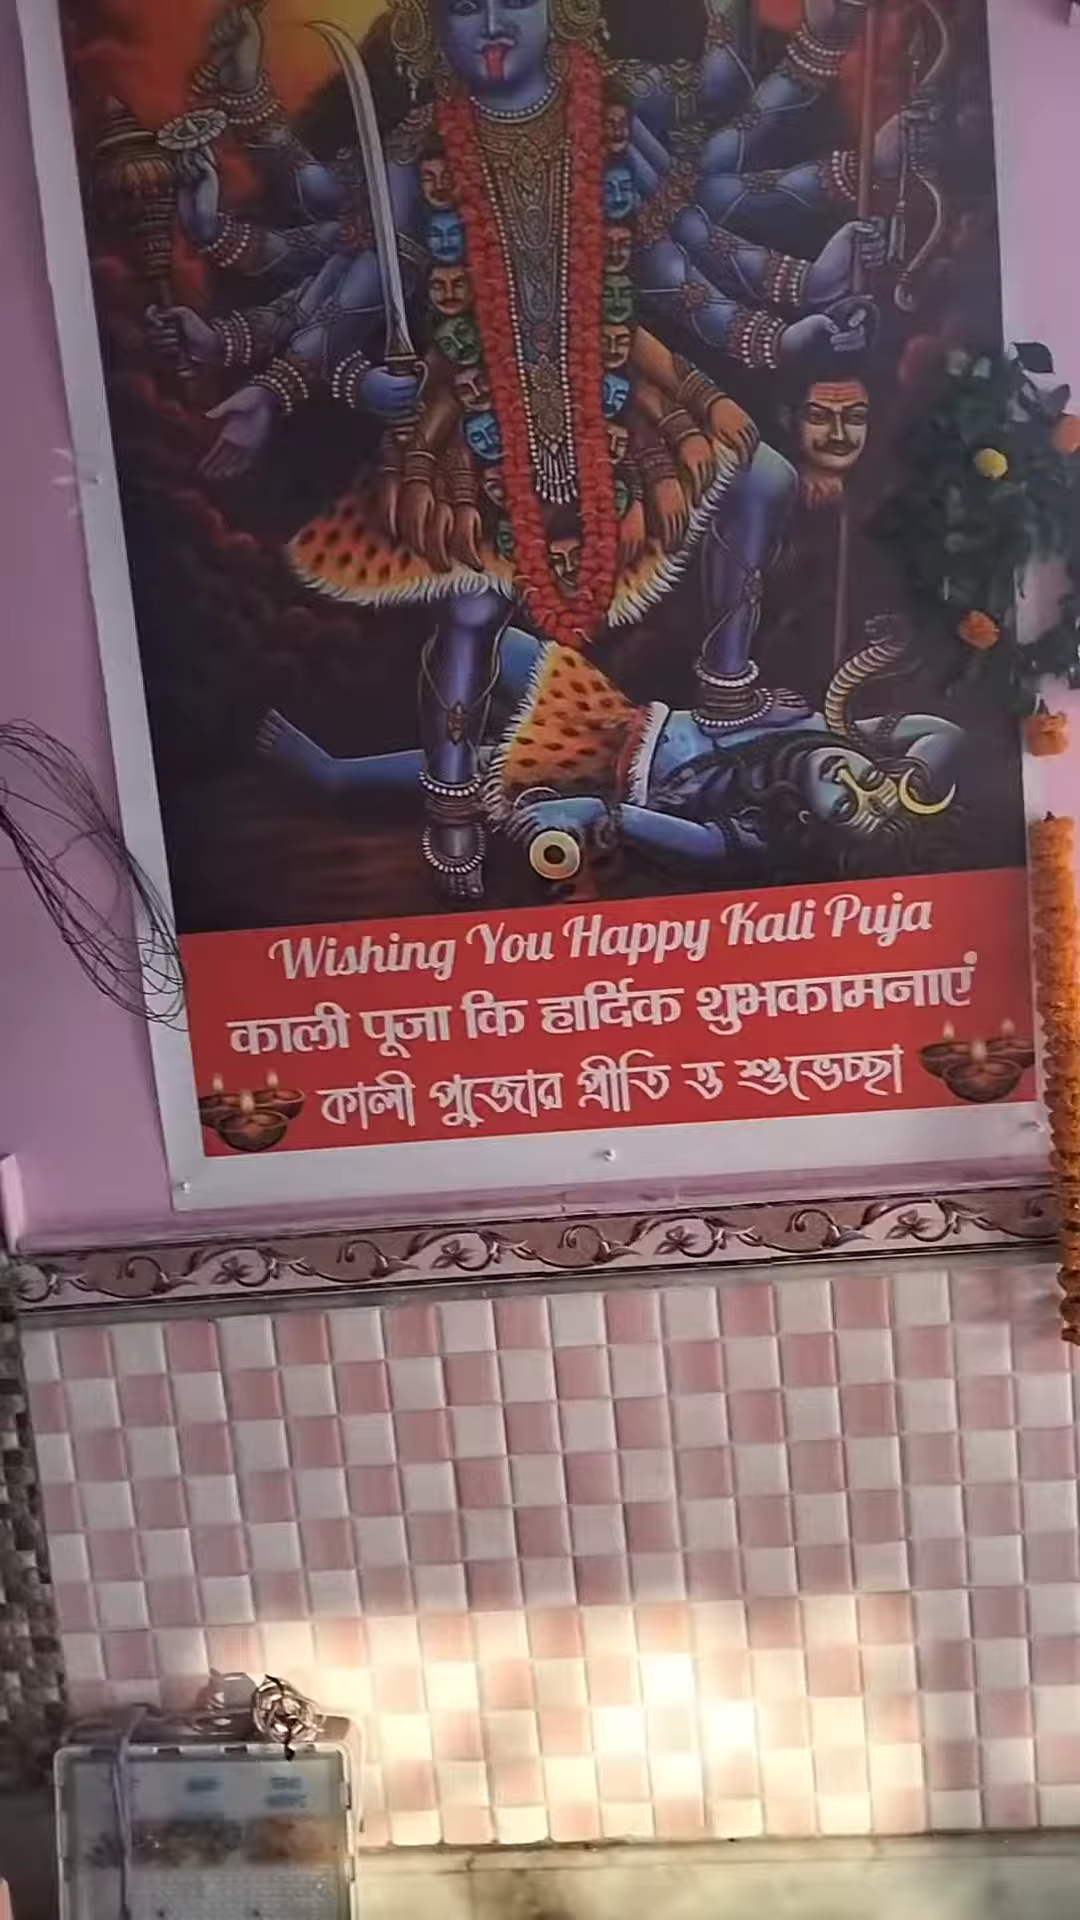 Wishing You Happy Kali Puja
काली पूजा कि हार्दिक शुभकामनाएं
কালী পুজোর প্রীতি ও শুভেচ্ছা